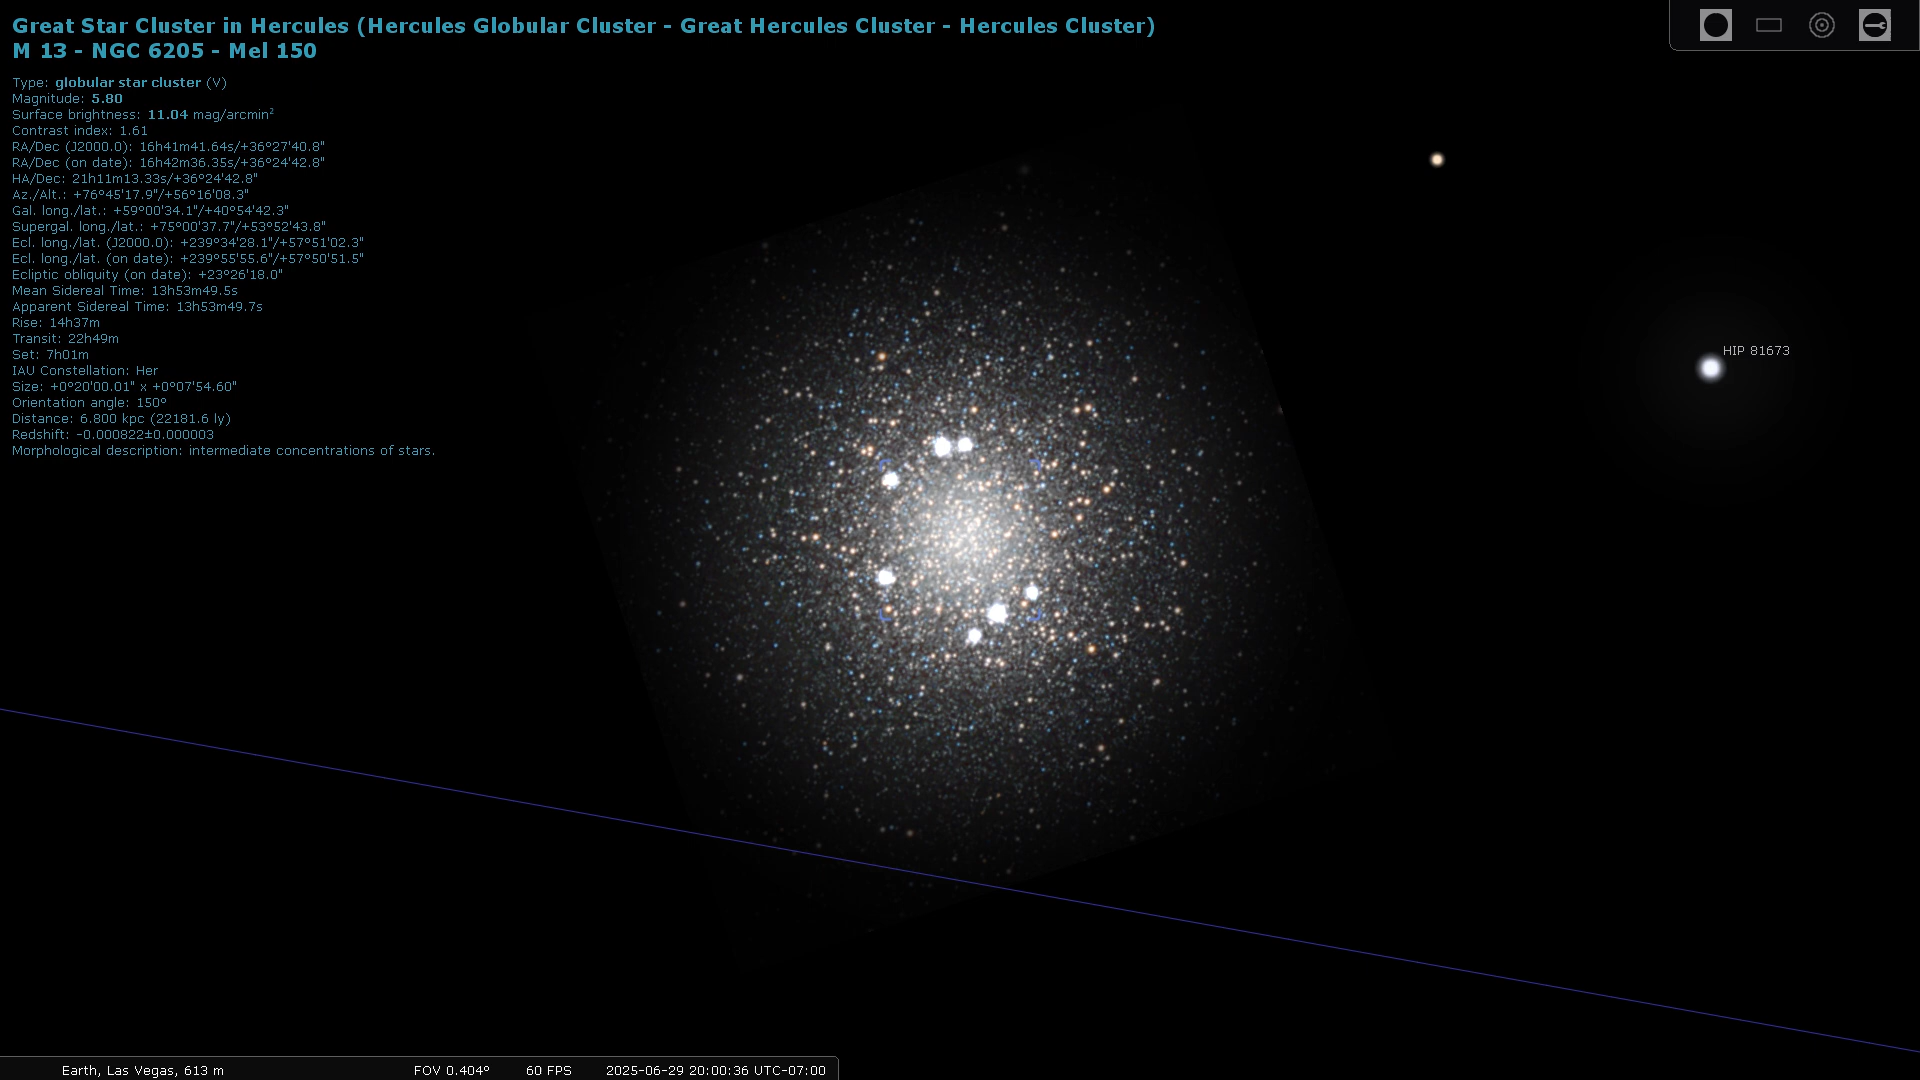 Great Star Cluster in Hercules (Hercules Globular Cluster - Great Hercules Cluster - Hercules Cluster)
M 13 - NGC 6205 - Mel 150
Type: globular star cluster (V)
Magnitude: 5.80
Surface brightness: 11.04 mag/arcmin²
Contrast index: 1.61
RA/Dec (J2000.0): 16h41m41.64s/+36°27'40.8"
RA/Dec (on date): 16h42m36.35s/+36°24'42.8"
HA/Dec: 21h11m13.33s/+36°24'42.8"
Az./Alt.: +76°45'17.9"/+56°16'08.3"
Gal. long./lat.: +59°00'34.1"/+40°54'42.3"
Supergal. long./lat.: +75°00'37.7"/+53°52'43.8"
Ecl. long./lat. (J2000.0): +239°34'28.1"/+57°51'02.3"
Ecl. long./lat. (on date): +239°55'55.6"/+57°50'51.5"
Ecliptic obliquity (on date): +23°26'18.0"
Mean Sidereal Time: 13h53m49.5s
Apparent Sidereal Time: 13h53m49.7s
Rise: 14h37m
Transit: 22h49m
Set: 7h01m
IAU Constellation: Her
Size: +0°20'00.01" x +0°07'54.60"
Orientation angle: 150°
Distance: 6.800 kpc (22181.6 ly)
Redshift: -0.000822±0.000003
Morphological description: intermediate concentrations of stars.
HIP 81673
Earth, Las Vegas, 613 m
FOV 0.404°
60 FPS
2025-06-29 20:00:36 UTC-07:00